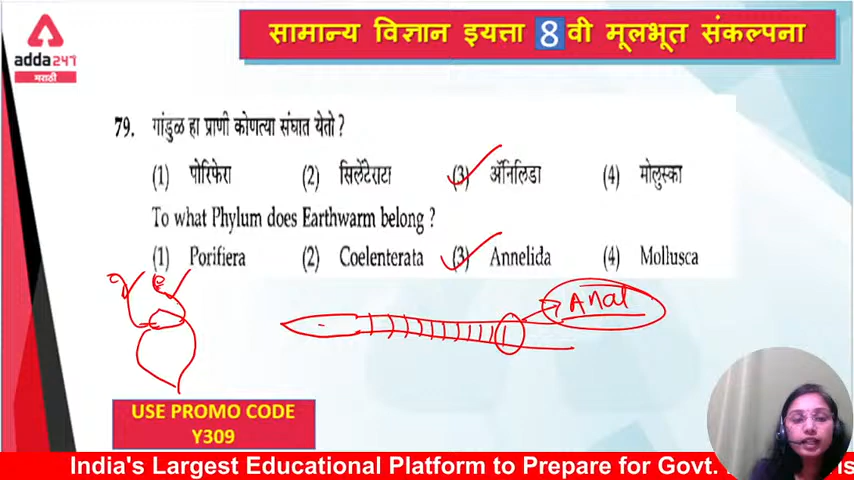 सामान्य विज्ञान इयत्ता 8 वी मूलभूत संकल्पना
adda247
मराठी
79. गांडुळ हा प्राणी कोणत्या संघात येतो ?
(1) पोरिफेरा (2) सिलेंटेराटा (3) ॲनिलिडा (4) मोलुस्का
To what Phylum does Earthwarm belong ?
(1) Porifiera (2) Coelenterata (3) Annelida (4) Mollusca
Anal
USE PROMO CODE
Y309
India's Largest Educational Platform to Prepare for Govt.